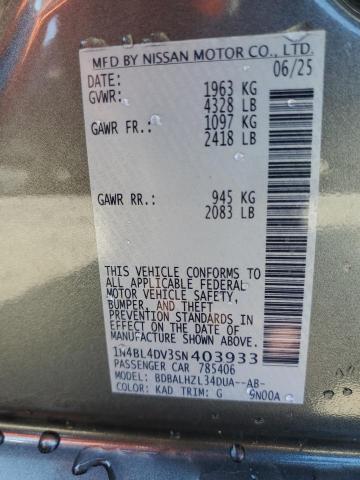 MFD BY NISSAN MOTOR CO., LTD.
DATE: 06/25
GVWR: 1963 KG
4328 LB
GAWR FR.: 1097 KG
2418 LB
GAWR RR.: 945 KG
2083 LB
THIS VEHICLE CONFORMS TO
ALL APPLICABLE FEDERAL
MOTOR VEHICLE SAFETY,
BUMPER, AND THEFT
PREVENTION STANDARDS IN
EFFECT ON THE DATE OF
MANUFACTURE SHOWN ABOVE.
1N4BL4DV3SN403933
PASSENGER CAR 785406
MODEL: BDBALHZL34DUA--AB-
COLOR: KAD TRIM: G 9N00A